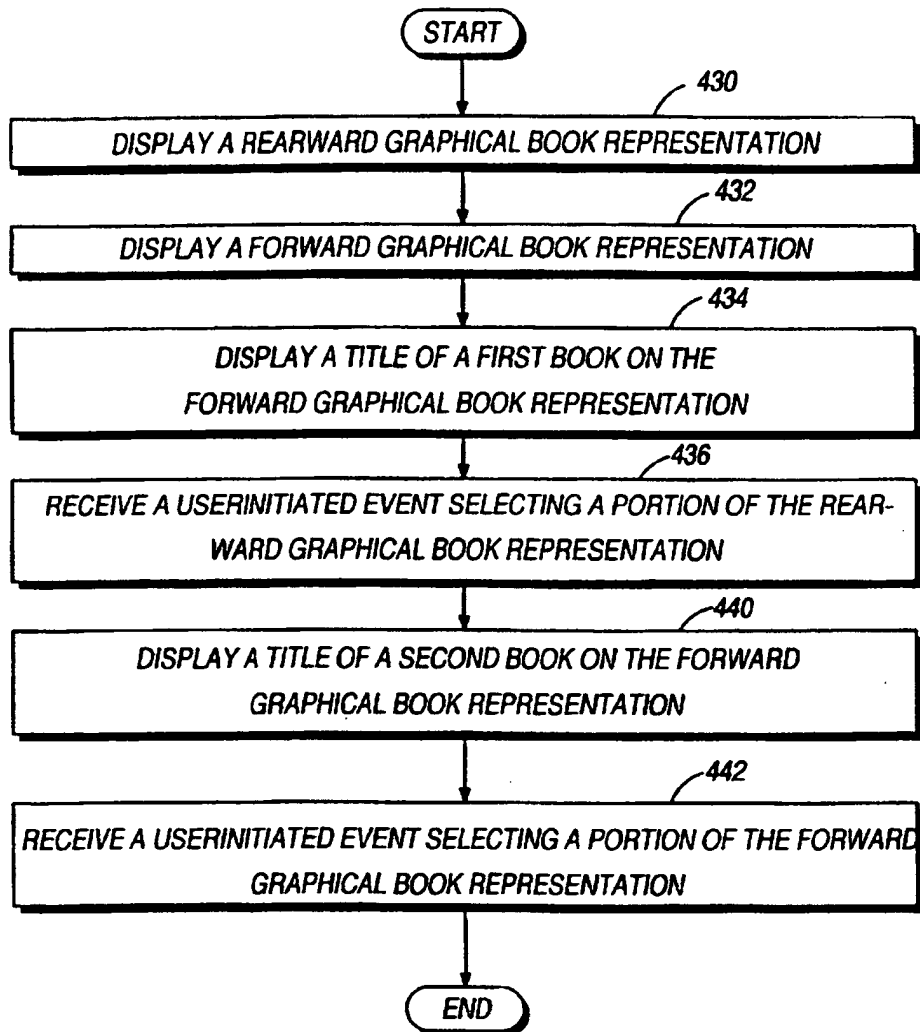 START
430
DISPLAY A REARWARD GRAPHICAL BOOK REPRESENTATION
432
DISPLAY A FORWARD GRAPHICAL BOOK REPRESENTATION
434
DISPLAY A TITLE OF A FIRST BOOK ON THE
FORWARD GRAPHICAL BOOK REPRESENTATION
436
RECEIVE A USERINITIATED EVENT SELECTING A PORTION OF THE REAR-
WARD GRAPHICAL BOOK REPRESENTATION
440
DISPLAY A TITLE OF A SECOND BOOK ON THE FORWARD
GRAPHICAL BOOK REPRESENTATION
442
RECEIVE A USERINITIATED EVENT SELECTING A PORTION OF THE FORWARD
GRAPHICAL BOOK REPRESENTATION
END